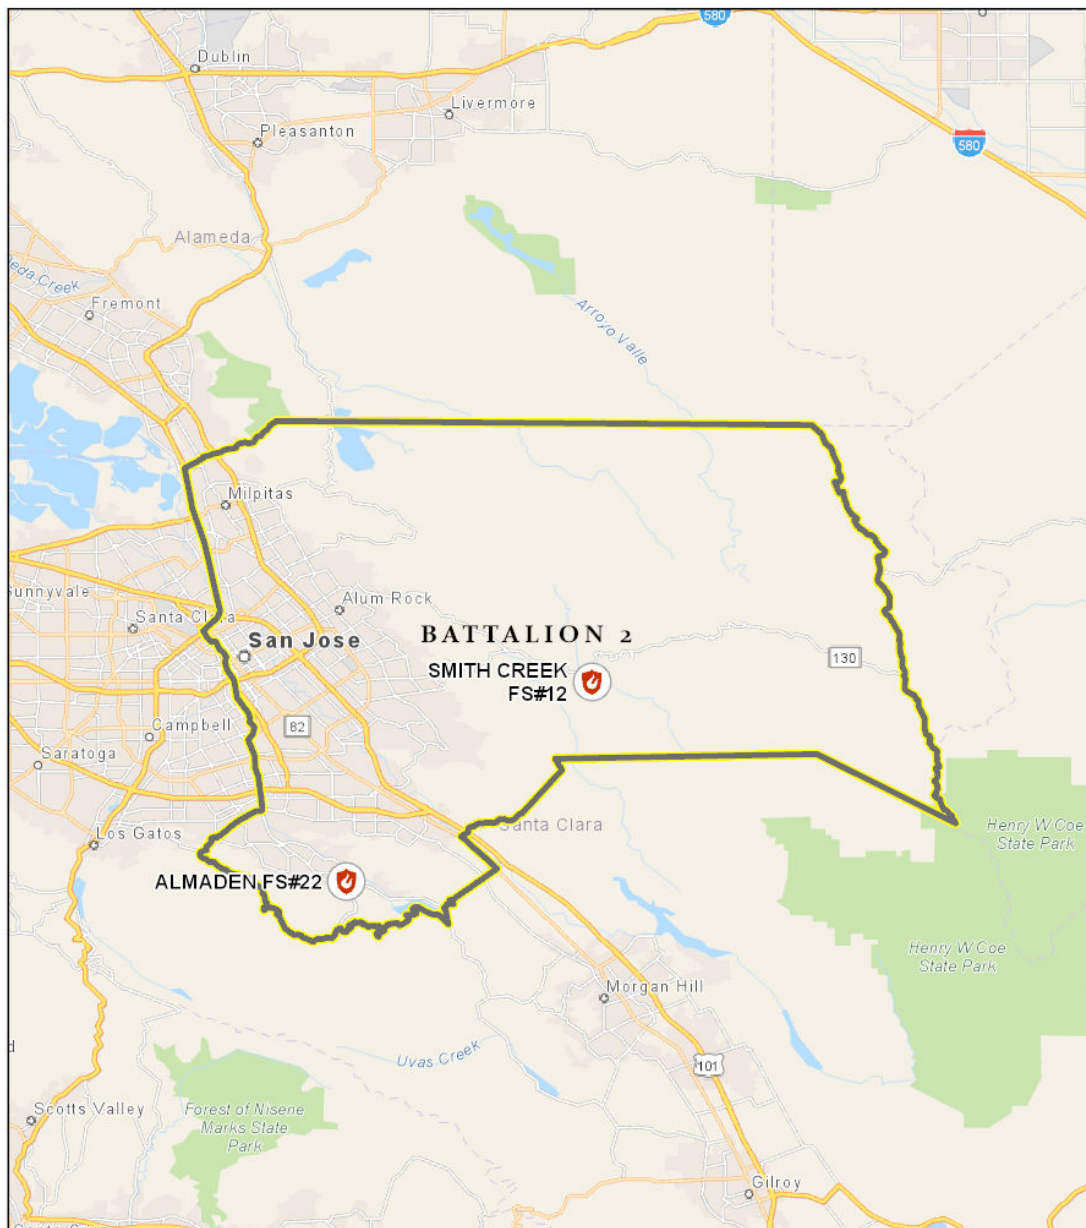 580
Dublin
Livermore
Pleasanton
580
Alameda
Arroyo Valle
Fremont
Milpitas
Sunnyvale
Alum Rock
Santa Clara
BATTALION 2
San Jose
130
SMITH CREEK
FS#12
82
Campbell
Saratoga
Santa Clara
Henry W Coe
State Park
Los Gatos
ALMADEN FS#22
Henry W Coe
State Park
Morgan Hill
Uvas Creek
101
Scotts Valley
Forest of Nisene
Marks State
Park
Gilroy